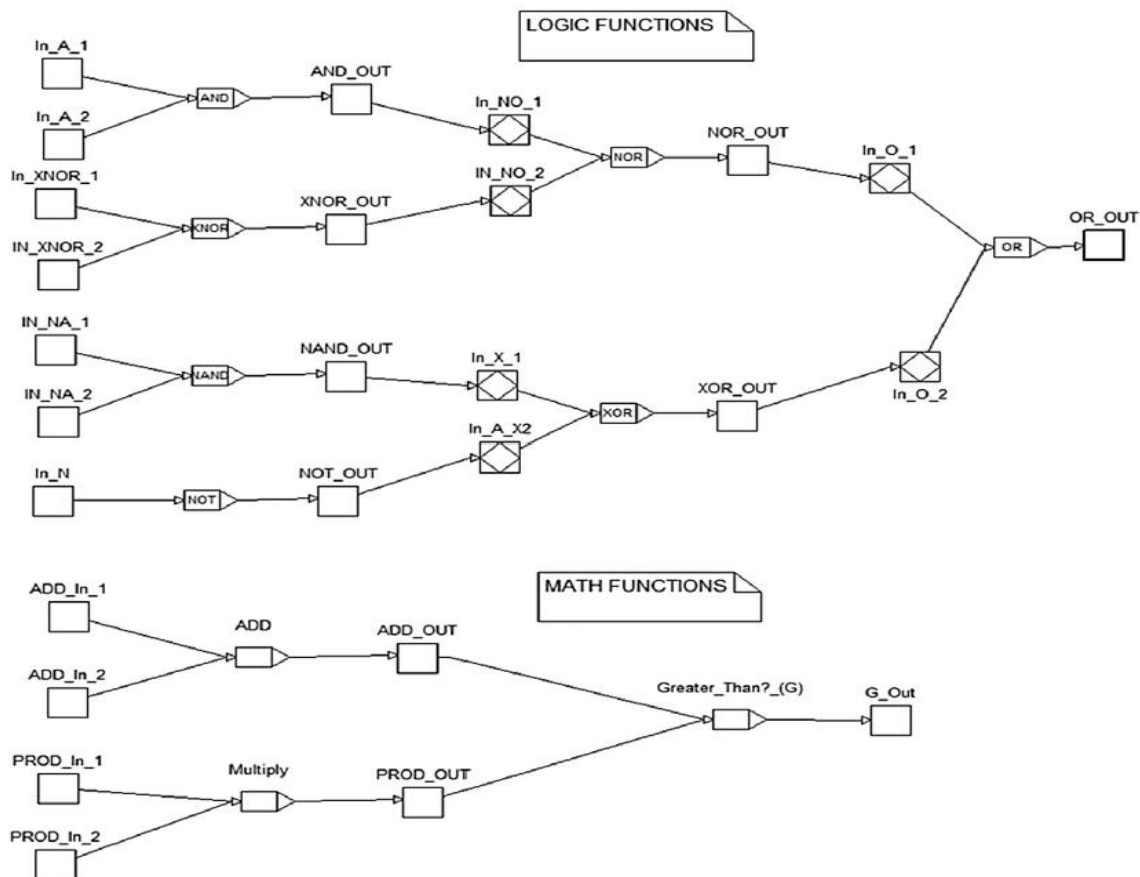 LOGIC FUNCTIONS
In_A_1
AND
AND_OUT
In_A_2
In_NO_1
NOR
NOR_OUT
In_O_1
In_XNOR_1
XNOR
XNOR_OUT
IN_NO_2
IN_XNOR_2
OR
OR_OUT
IN_NA_1
NAND
NAND_OUT
IN_NA_2
In_X_1
XOR
XOR_OUT
In_O_2
In_A_X2
In_N
NOT
NOT_OUT
MATH FUNCTIONS
ADD_In_1
ADD
ADD_OUT
ADD_In_2
Greater_Than?_(G)
G_Out
PROD_In_1
Multiply
PROD_OUT
PROD_In_2